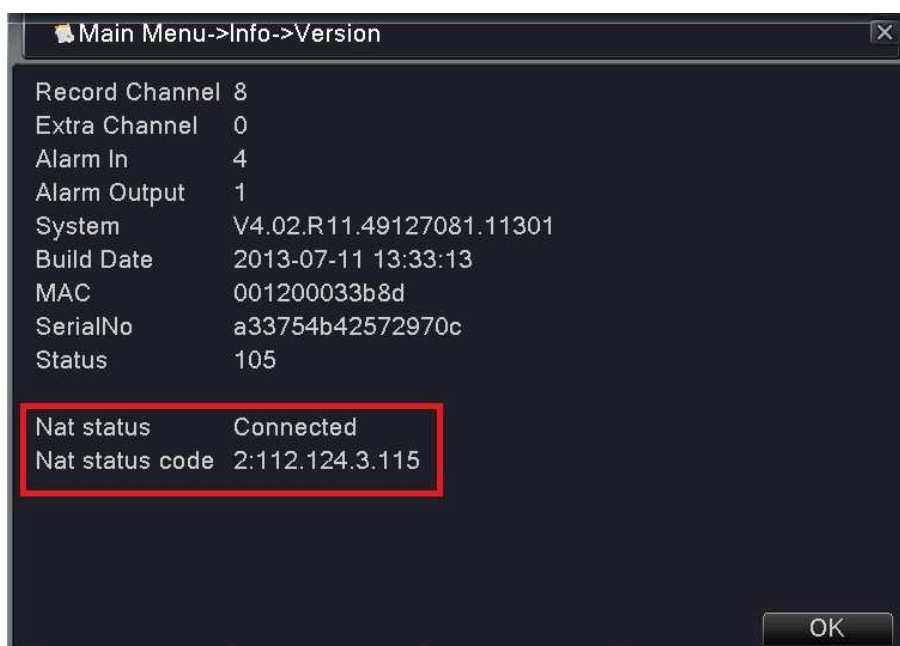 Main Menu->Info->Version
Record Channel 8
Extra Channel 0
Alarm In 4
Alarm Output 1
System V4.02.R11.49127081.11301
Build Date 2013-07-11 13:33:13
MAC 001200033b8d
SerialNo a33754b42572970c
Status 105
Nat status Connected
Nat status code 2:112.124.3.115
OK